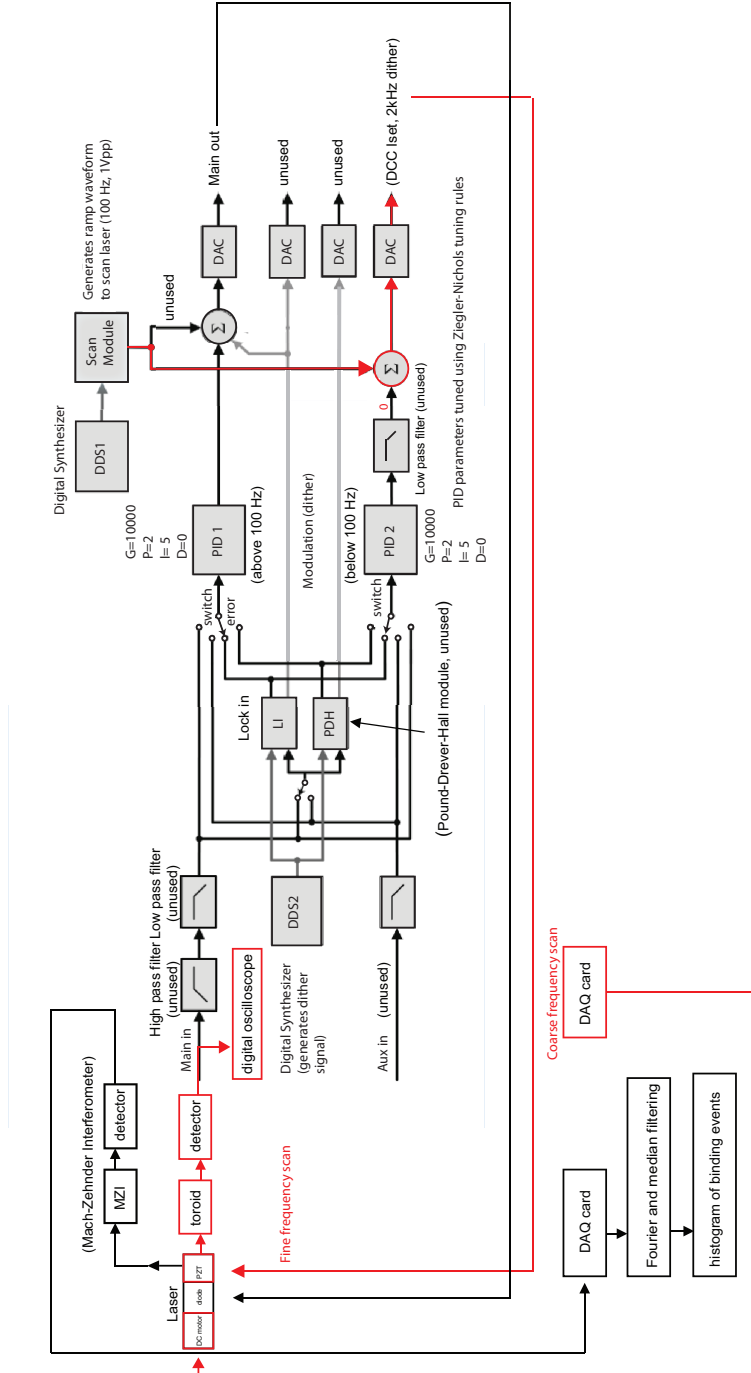 Digital Synthesizer
DDS1
Generates ramp waveform
to scan laser (100 Hz, 1Vpp)
Scan
Module
unused
Σ
DAC
Main out
G=10000
P=2
I= 5
D=0
PID 1
(above 100 Hz)
switch
error
High pass filter
(unused)
Low pass filter
(unused)
Main in
(Mach-Zehnder Interferometer)
MZI
detector
Laser
DC motor
diode
PZT
toroid
detector
digital oscilloscope
Fine frequency scan
Digital Synthesizer
(generates dither
signal)
DDS2
Lock in
LI
PDH
(Pound-Drever-Hall module, unused)
Modulation (dither)
DAC
unused
DAC
unused
Aux in
(unused)
switch
(below 100 Hz)
PID 2
G=10000
P=2
I= 5
D=0
Low pass filter (unused)
0
Σ
DAC
(DCC Iset, 2kHz dither)
PID parameters tuned using Ziegler-Nichols tuning rules
Coarse frequency scan
DAQ card
DAQ card
Fourier and median filtering
histogram of binding events